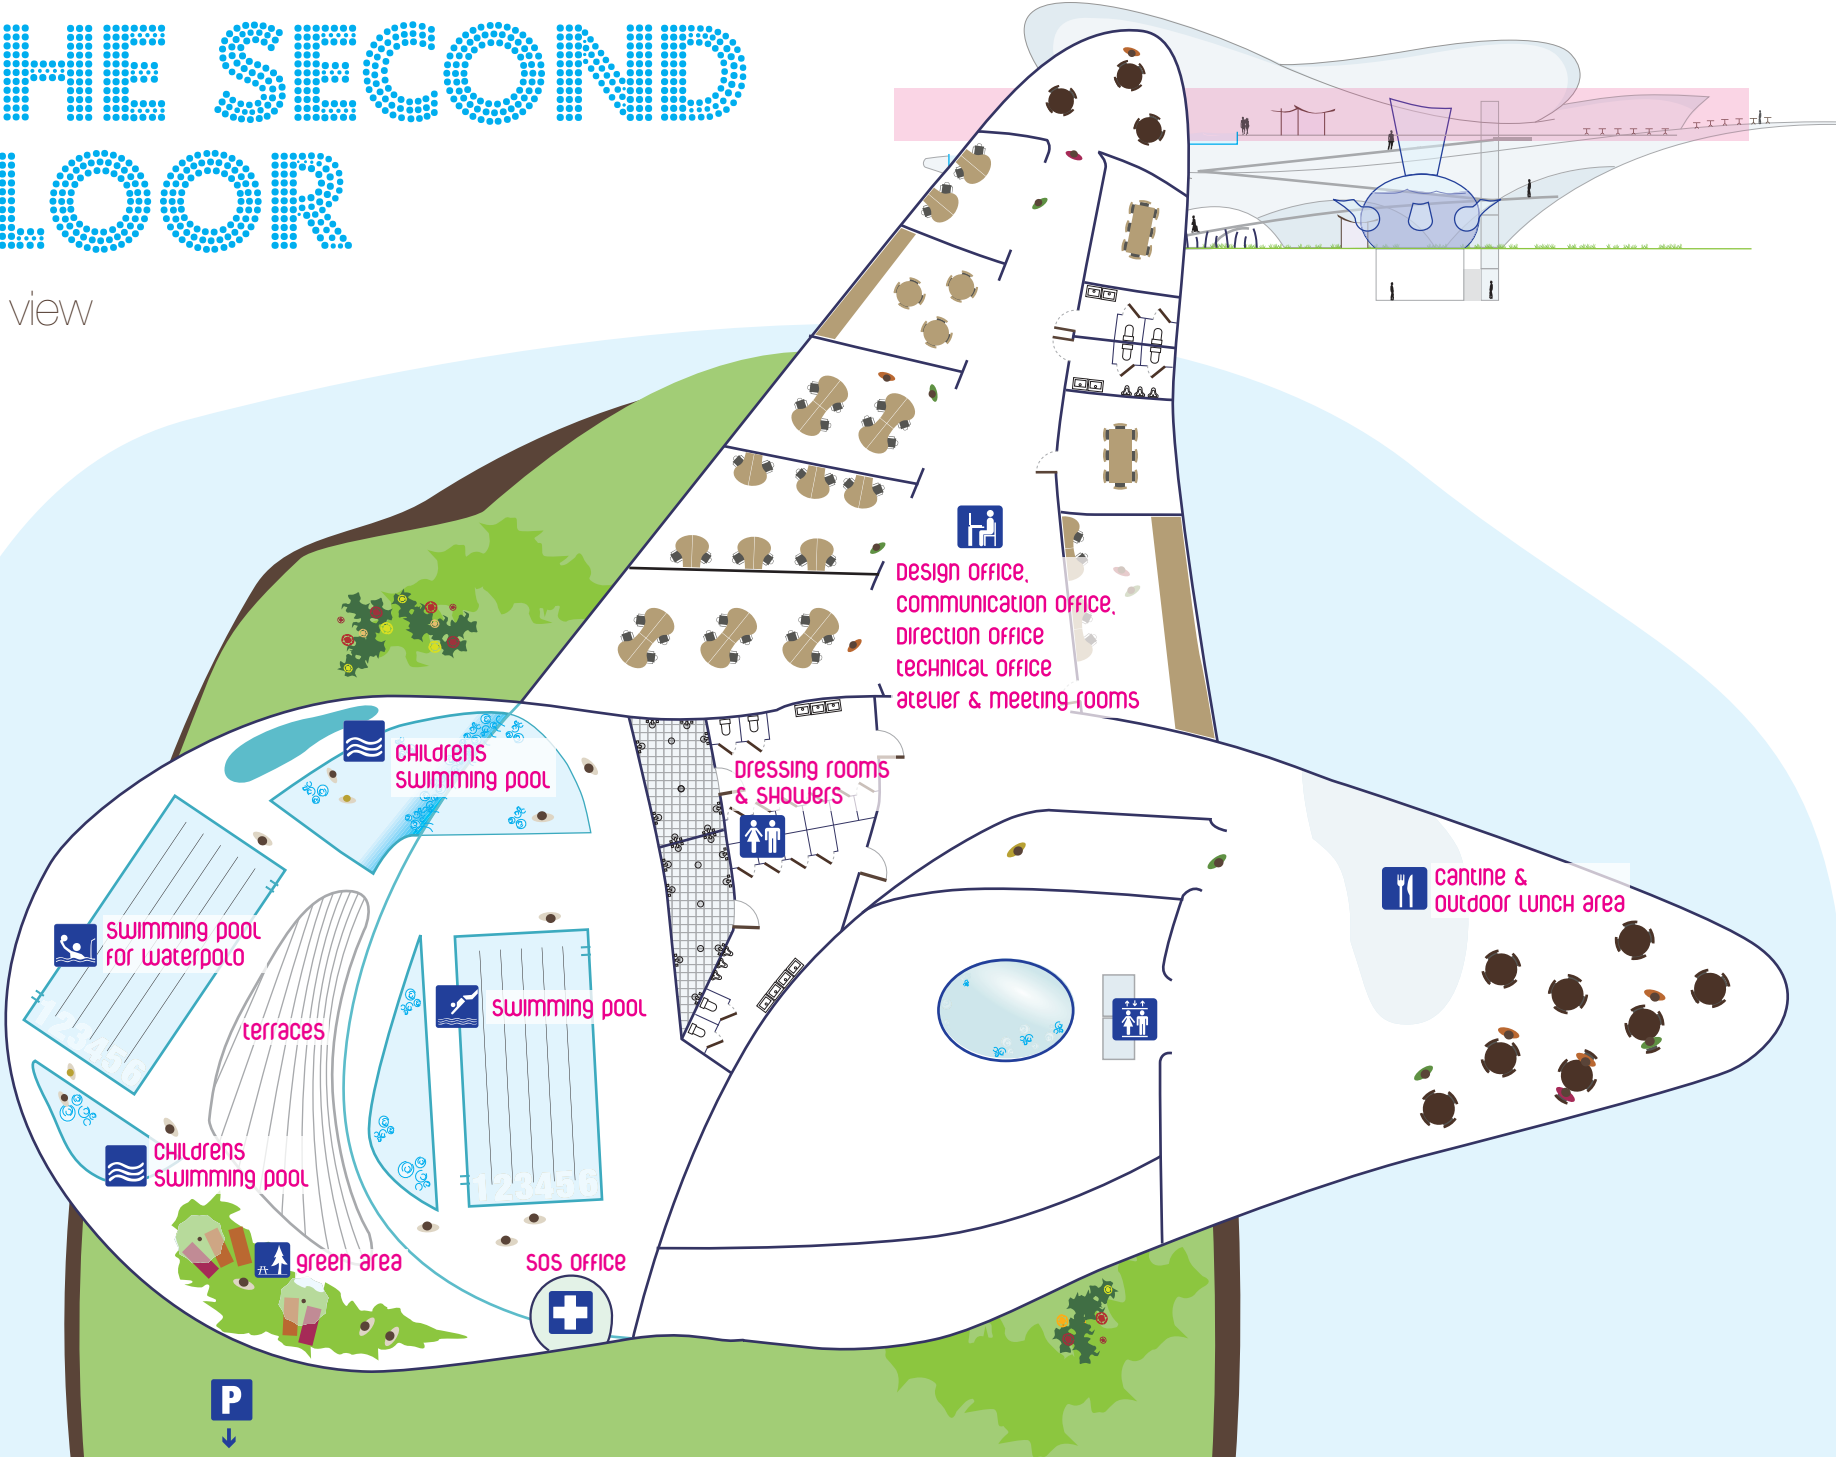 HE SECOND
LOOR
view
Design office,
communication office,
Direction office
technical office
atelier & meeting rooms
childrens
swimming pool
Dressing rooms
& showers
cantine &
outdoor lunch area
swimming pool
for waterpolo
swimming pool
terraces
123456
childrens
swimming pool
123456
green area
SOS office
P